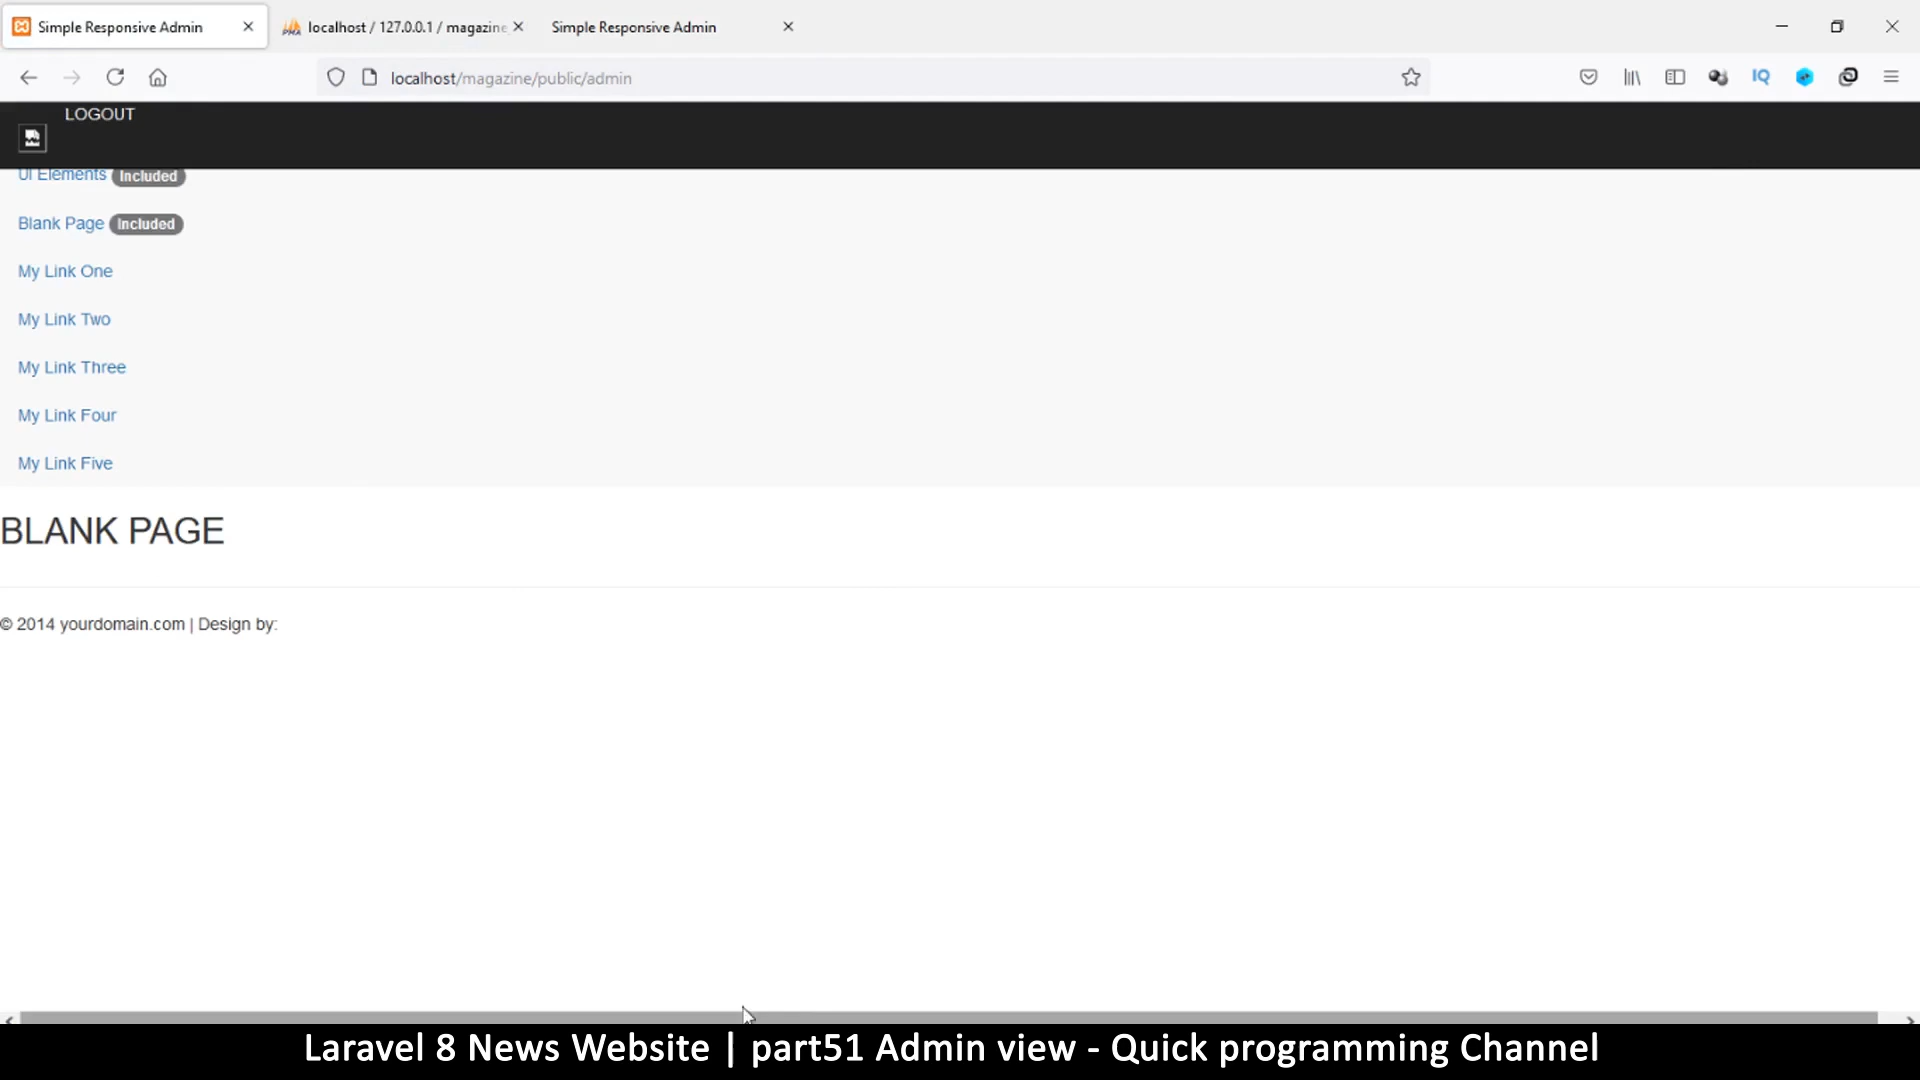 Simple Responsive Admin
localhost / 127.0.0.1 / magazine
Simple Responsive Admin
localhost/magazine/public/admin
IQ
LOGOUT
UI Elements Included
Blank Page Included
My Link One
My Link Two
My Link Three
My Link Four
My Link Five
BLANK PAGE
© 2014 yourdomain.com | Design by:
Laravel 8 News Website | part51 Admin view - Quick programming Channel